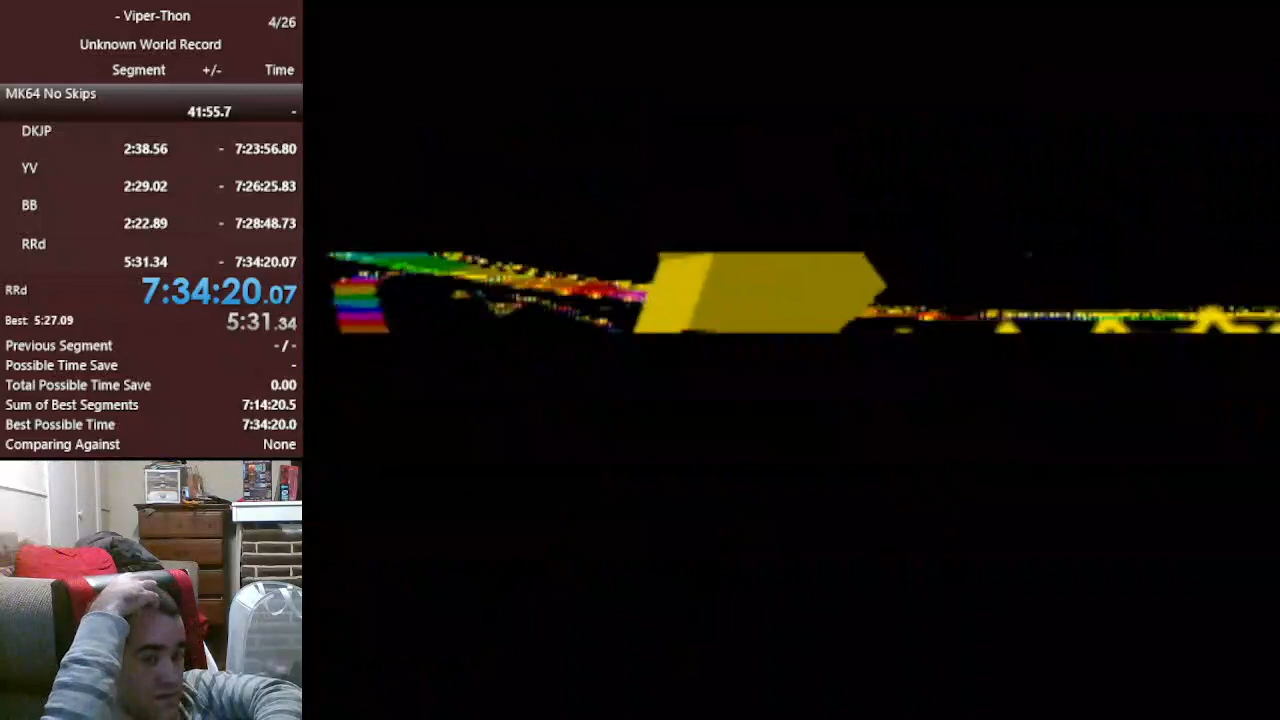 - Viper-Thon
4/26
Unknown World Record
Segment +/- Time
MK64 No Skips
41:55.7 -
DKJP
2:38.56 - 7:23:56.80
YV
2:29.02 - 7:26:25.83
BB
2:22.89 - 7:28:48.73
RRd
5:31.34 - 7:34:20.07
RRd 7:34:20.07
Best 5:27.09 5:31.34
Previous Segment - / -
Possible Time Save -
Total Possible Time Save 0.00
Sum of Best Segments 7:14:20.5
Best Possible Time 7:34:20.0
Comparing Against None